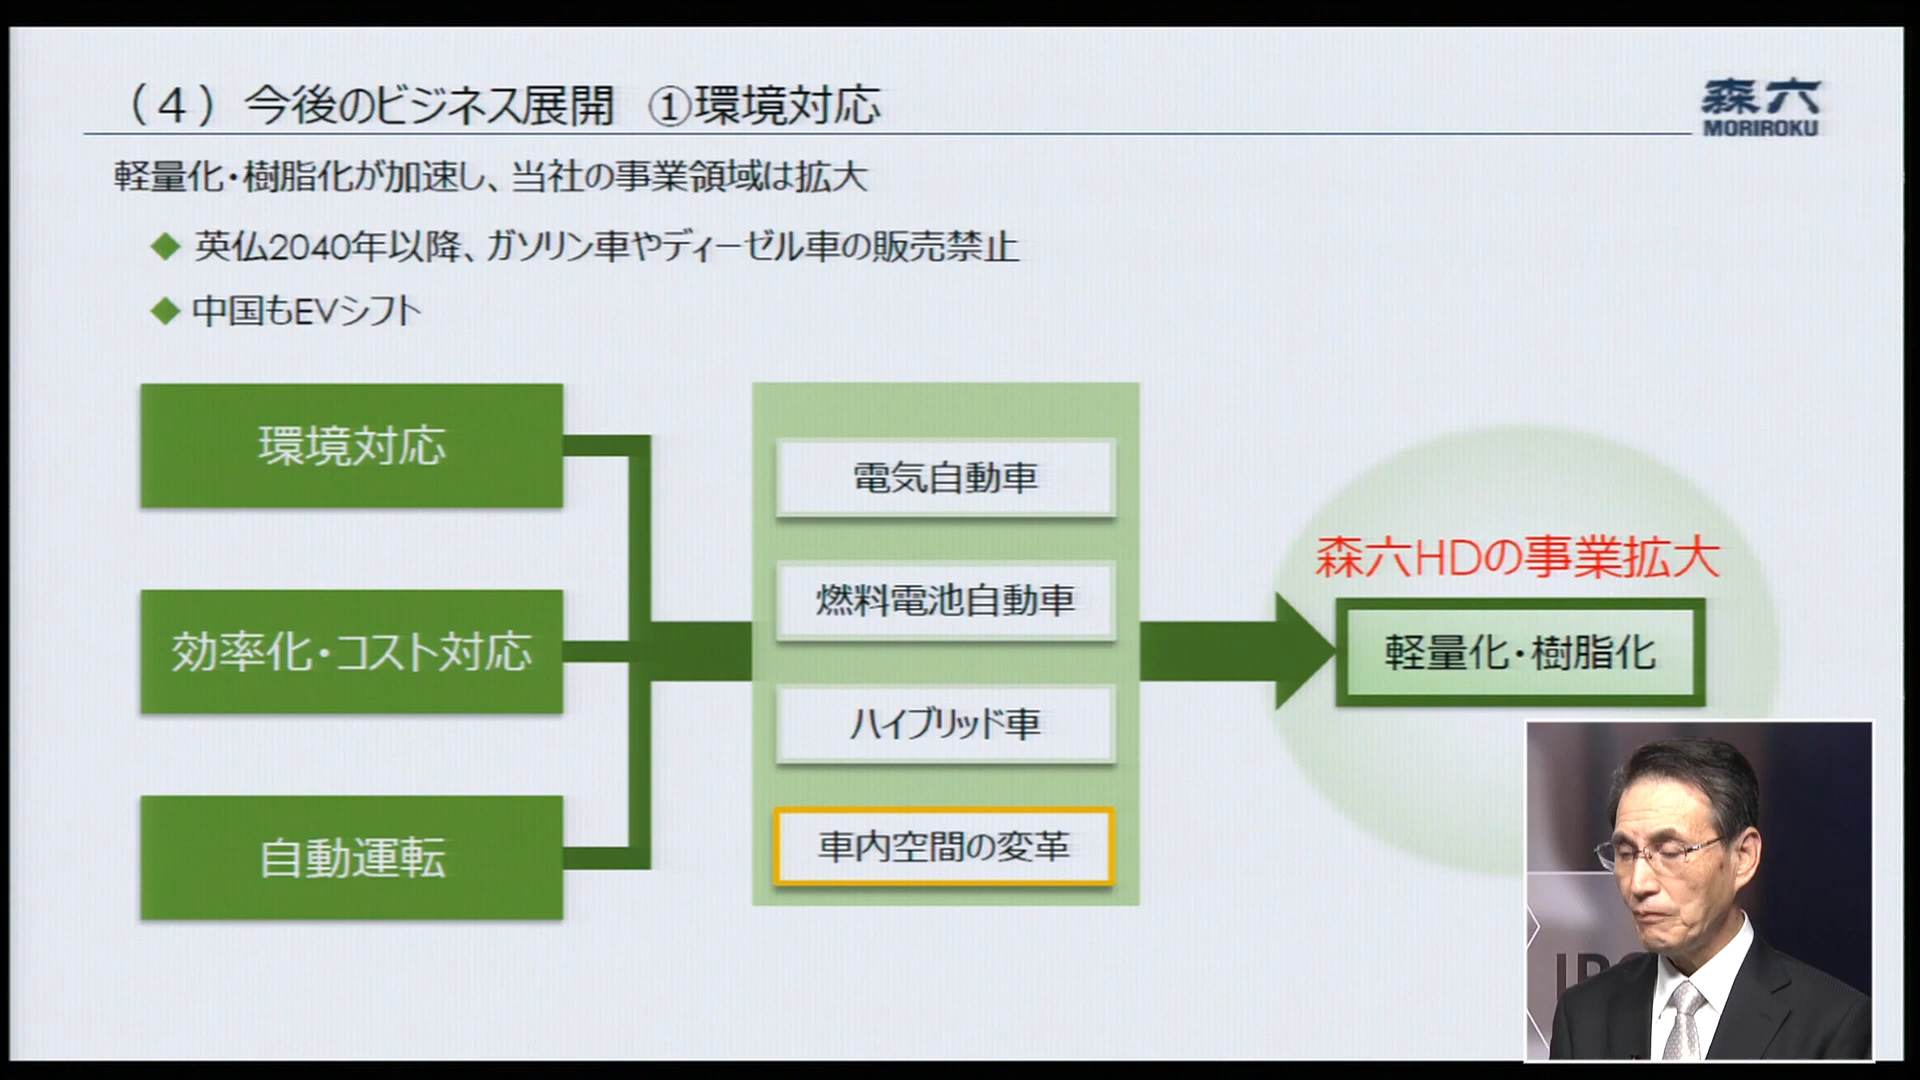 （4）今後のビジネス展開　①環境対応
森六
MORIROKU
軽量化・樹脂化が加速し、当社の事業領域は拡大
◆ 英仏2040年以降、ガソリン車やディーゼル車の販売禁止
◆ 中国もEVシフト
環境対応
効率化・コスト対応
自動運転
電気自動車
燃料電池自動車
ハイブリッド車
車内空間の変革
森六HDの事業拡大
軽量化・樹脂化